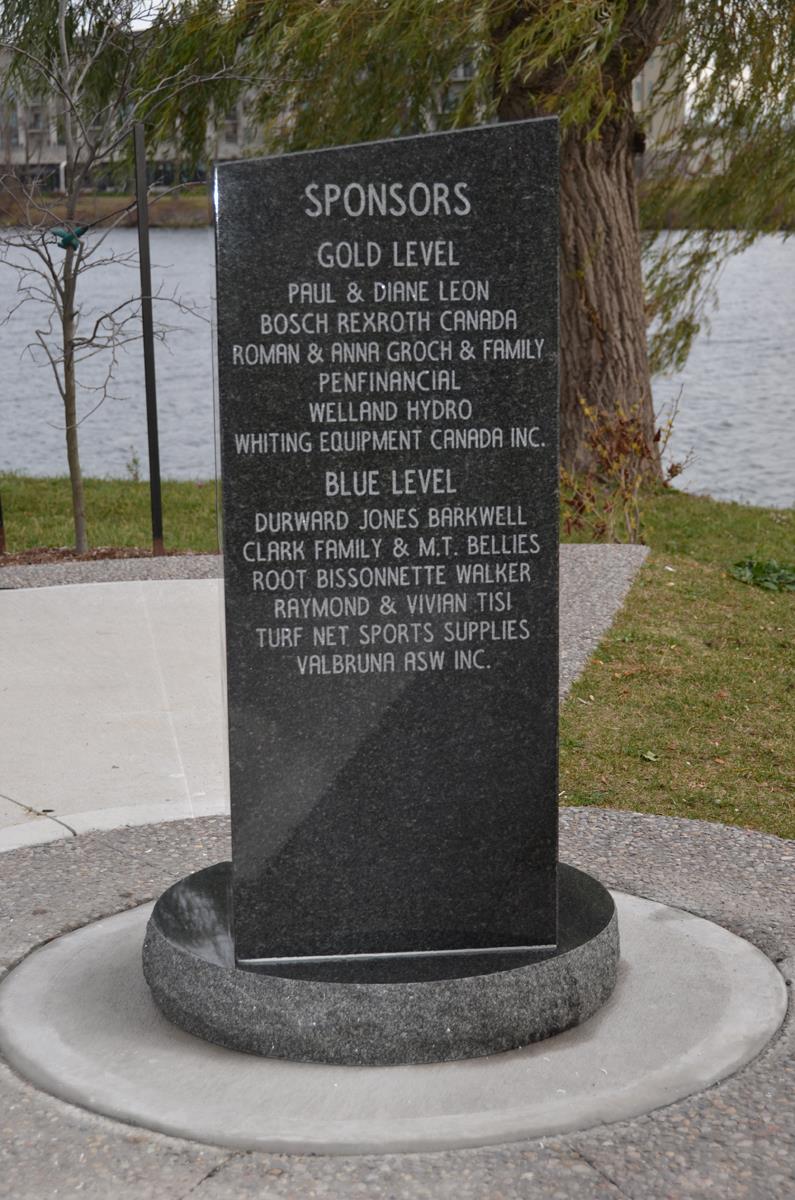 SPONSORS
GOLD LEVEL
PAUL & DIANE LEON
BOSCH REXROTH CANADA
ROMAN & ANNA GROCH & FAMILY
PENFINANCIAL
WELLAND HYDRO
WHITING EQUIPMENT CANADA INC.
BLUE LEVEL
DURWARD JONES BARKWELL
CLARK FAMILY & M.T. BELLIES
ROOT BISSONNETTE WALKER
RAYMOND & VIVIAN TISI
TURF NET SPORTS SUPPLIES
VALBRUNA ASW INC.